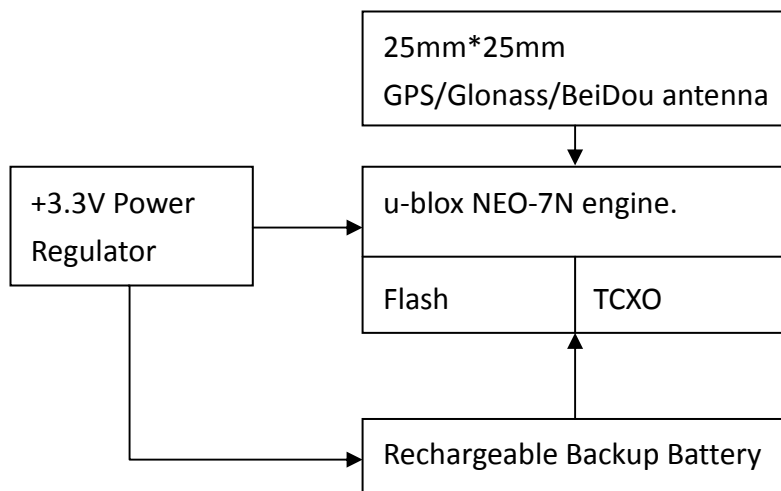 25mm*25mm
GPS/Glonass/BeiDou antenna
+3.3V Power
Regulator
u-blox NEO-7N engine.
Flash
TCXO
Rechargeable Backup Battery